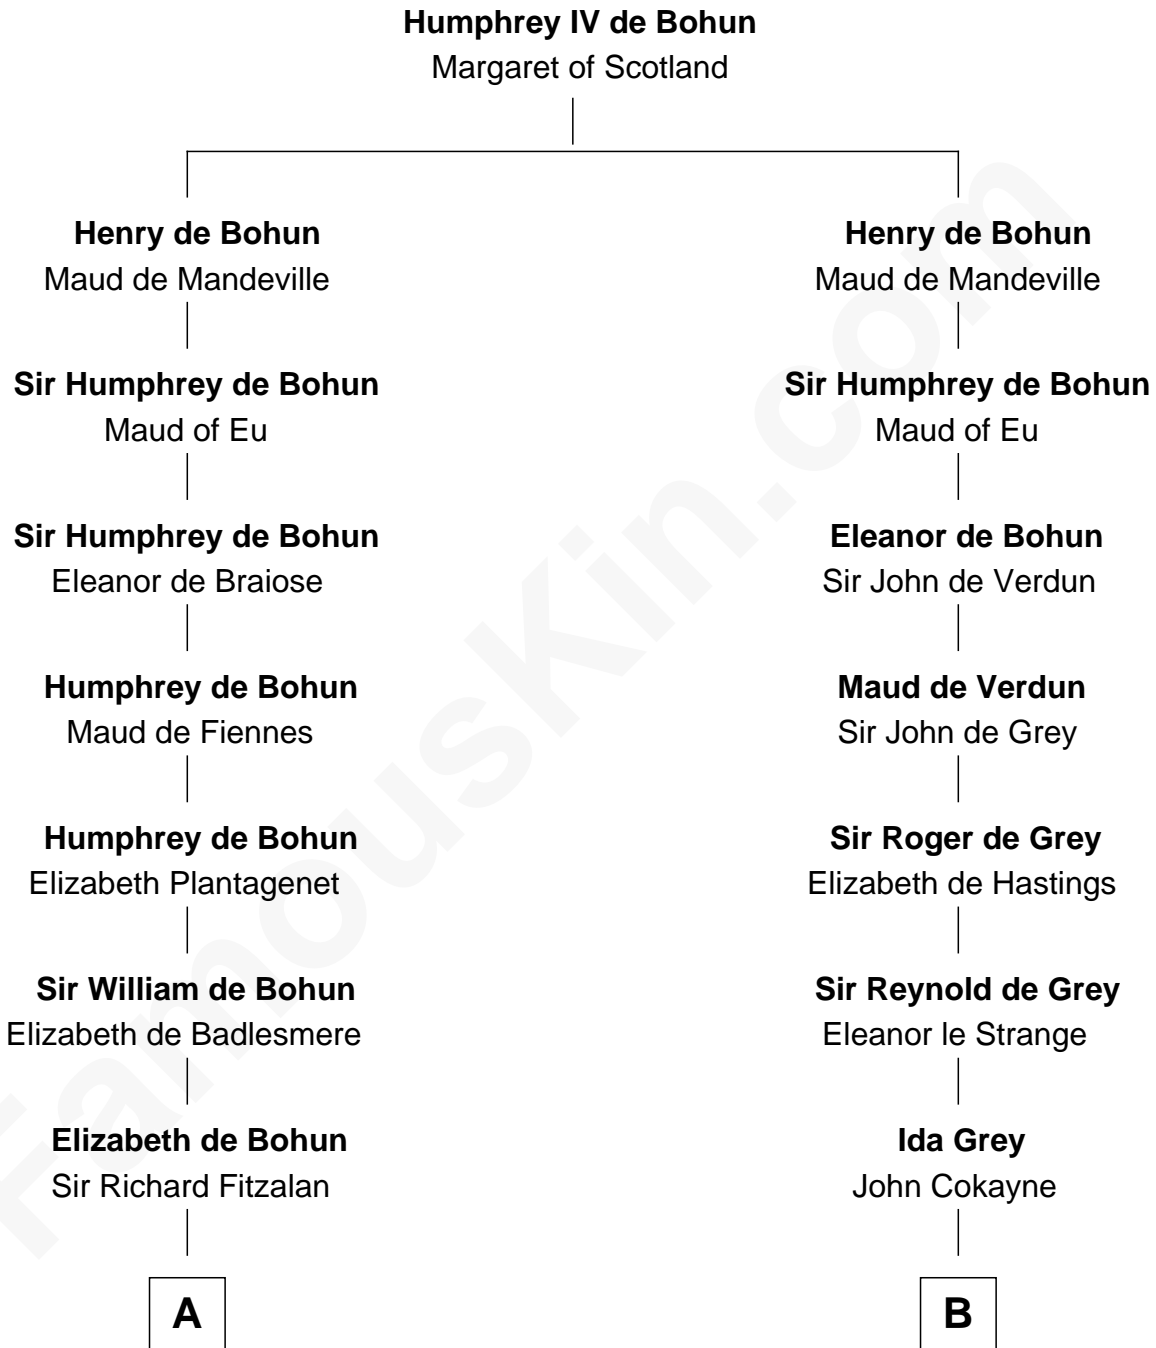 Humphrey IV de Bohun
Margaret of Scotland
Henry de Bohun
Maud de Mandeville
Sir Humphrey de Bohun
Maud of Eu
Sir Humphrey de Bohun
Eleanor de Braiose
Humphrey de Bohun
Maud de Fiennes
Humphrey de Bohun
Elizabeth Plantagenet
Sir William de Bohun
Elizabeth de Badlesmere
Elizabeth de Bohun
Sir Richard Fitzalan
A
Henry de Bohun
Maud de Mandeville
Sir Humphrey de Bohun
Maud of Eu
Eleanor de Bohun
Sir John de Verdun
Maud de Verdun
Sir John de Grey
Sir Roger de Grey
Elizabeth de Hastings
Sir Reynold de Grey
Eleanor le Strange
Ida Grey
John Cokayne
B
FamousKin.com